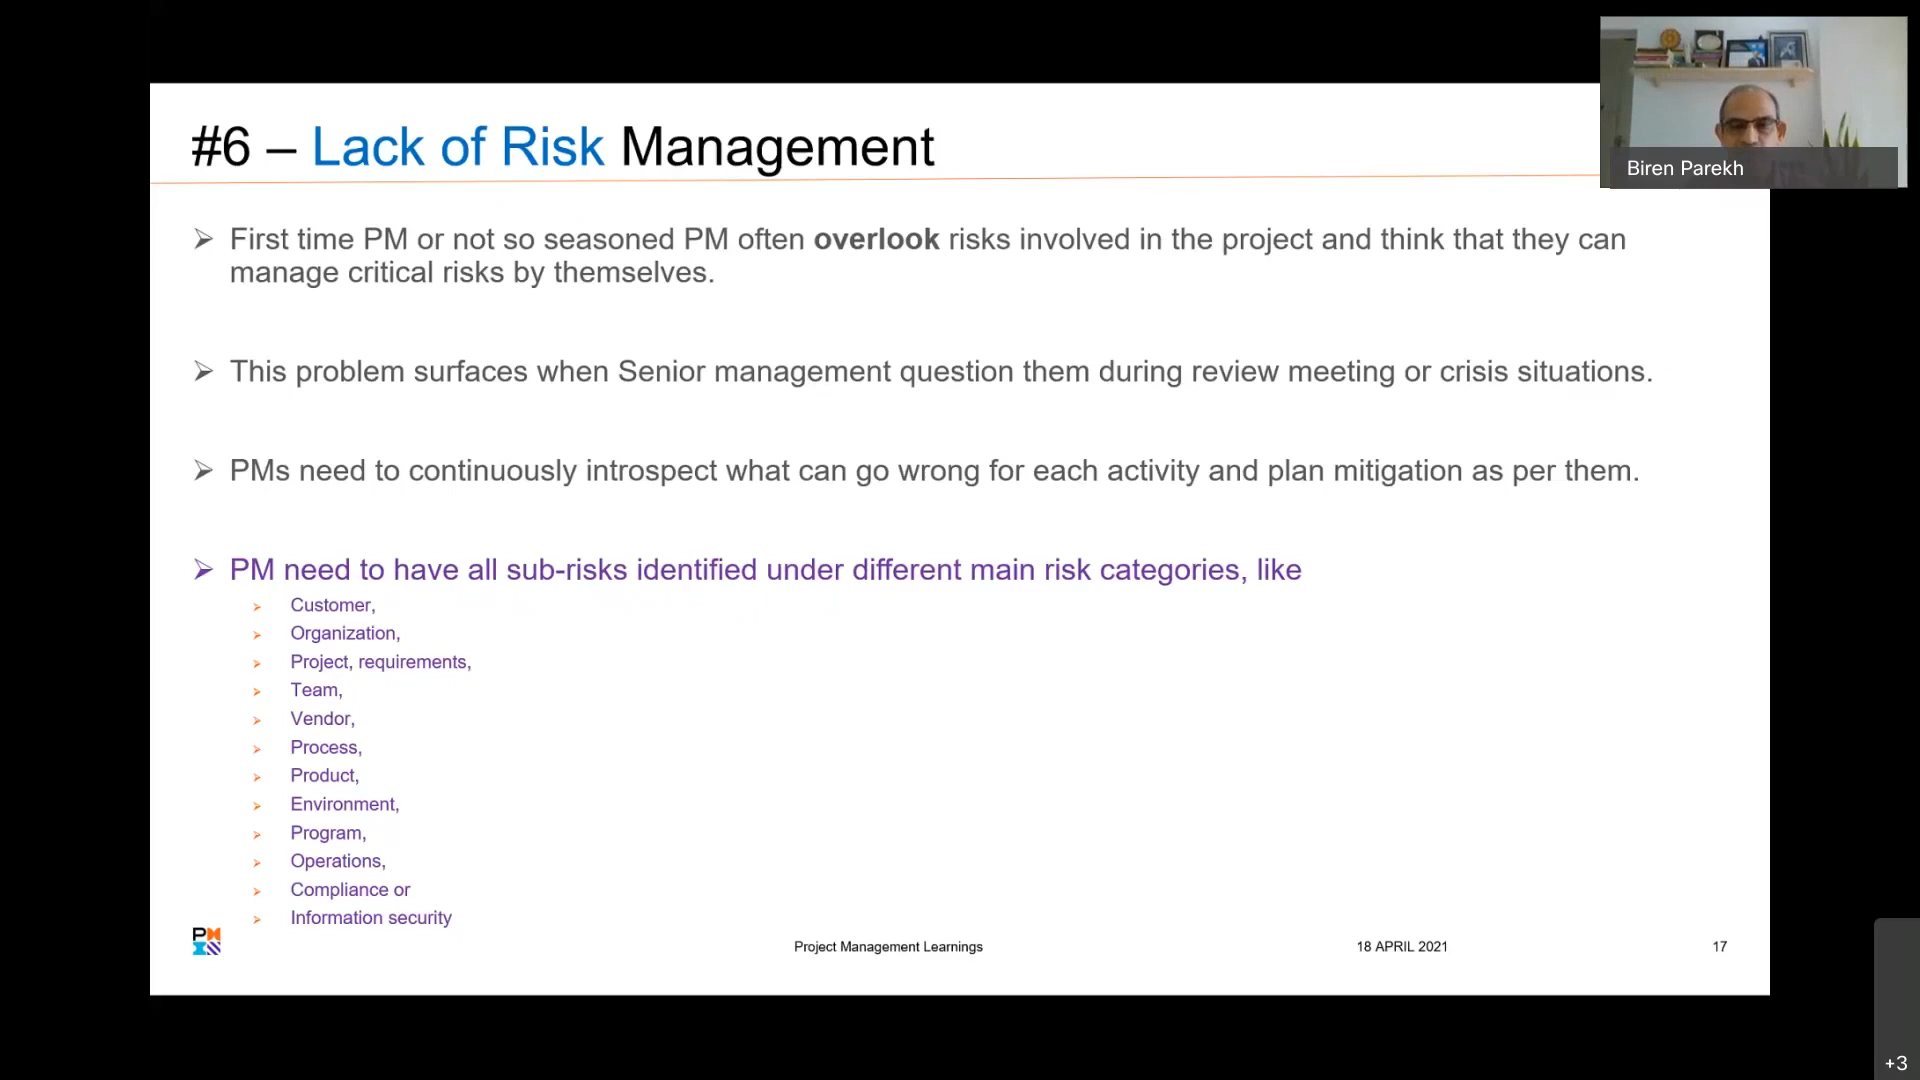 #6 – Lack of Risk Management
Biren Parekh
First time PM or not so seasoned PM often overlook risks involved in the project and think that they can
manage critical risks by themselves.
This problem surfaces when Senior management question them during review meeting or crisis situations.
PMs need to continuously introspect what can go wrong for each activity and plan mitigation as per them.
PM need to have all sub-risks identified under different main risk categories, like
Customer,
Organization,
Project, requirements,
Team,
Vendor,
Process,
Product,
Environment,
Program,
Operations,
Compliance or
Information security
Project Management Learnings
18 APRIL 2021
17
+3